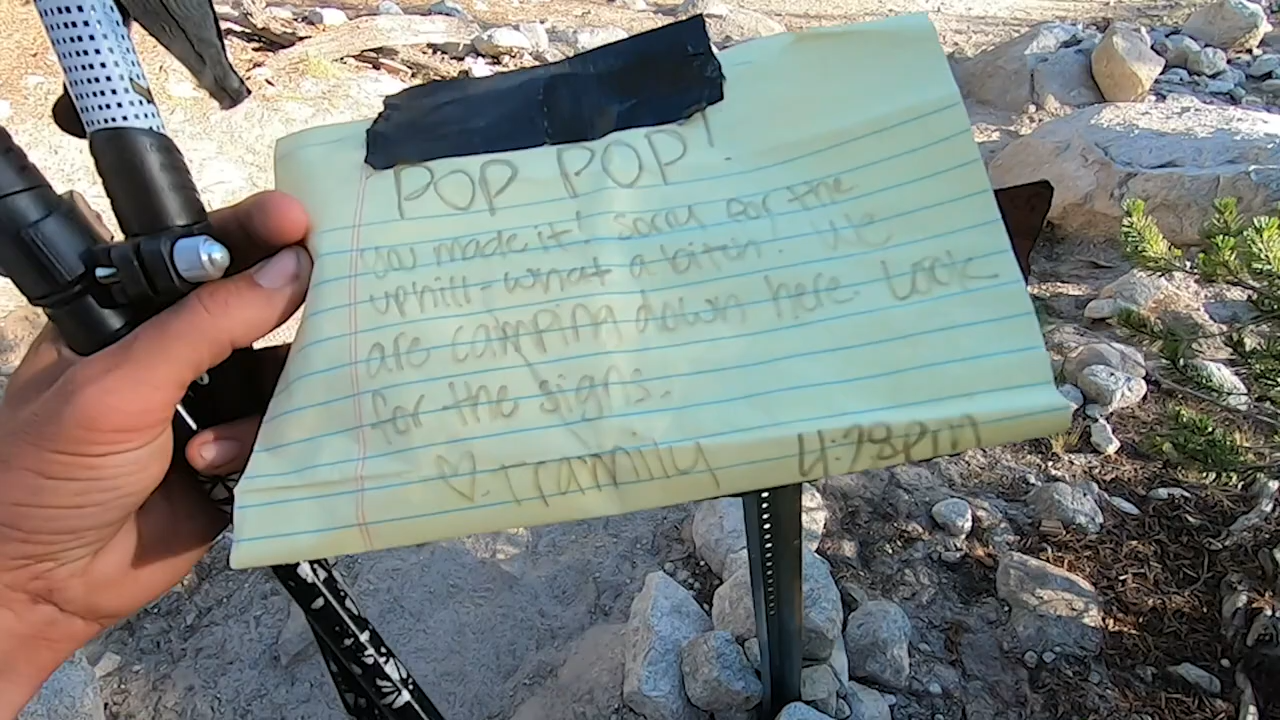 POP POP!
you made it! Sorry for the
uphill - what a bitch. We
are camping down here. Look
for the signs.
♡ Tramily 4:28pm